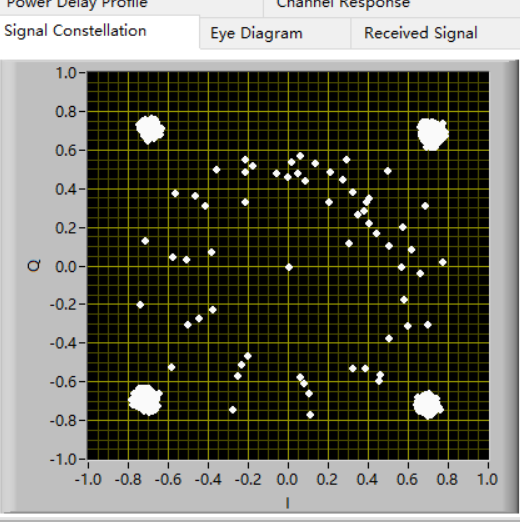 Power Delay Profile
Channel Response
Signal Constellation
Eye Diagram
Received Signal
1.0
0.8
0.6
0.4
0.2
0.0
-0.2
-0.4
-0.6
-0.8
-1.0
Q
-1.0 -0.8 -0.6 -0.4 -0.2 0.0 0.2 0.4 0.6 0.8 1.0
I